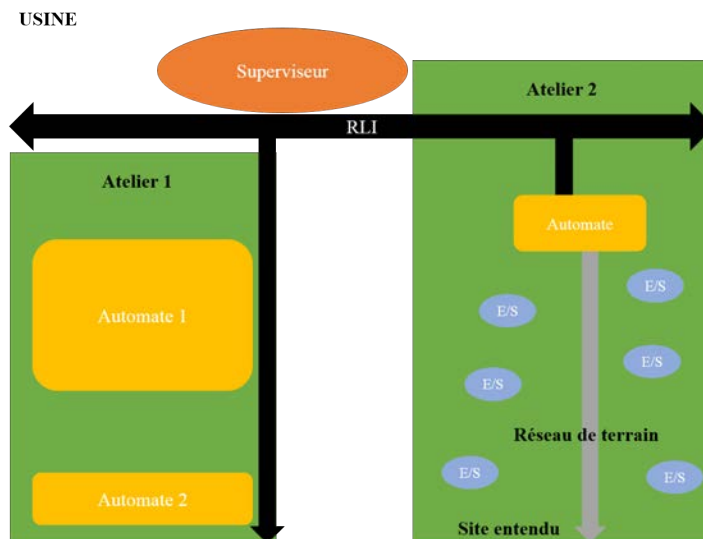 USINE
Superviseur
Atelier 2
RLI
Atelier 1
Automate
Automate 1
E/S
E/S
E/S
E/S
Réseau de terrain
E/S
E/S
Automate 2
Site entendu